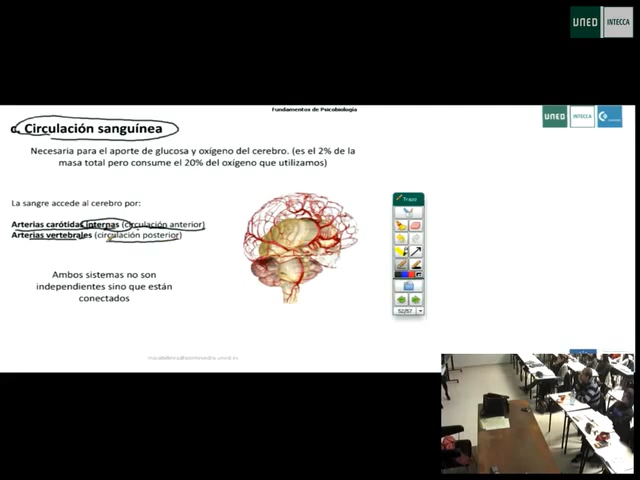 UNED INTECCA
Fundamentos de Psicobiología
c. Circulación sanguínea
UNED INTECCA
Necesaria para el aporte de glucosa y oxígeno del cerebro. (es el 2% de la
masa total pero consume el 20% del oxígeno que utilizamos)
La sangre accede al cerebro por:
Arterias carótidas internas (circulación anterior)
Arterias vertebrales (circulación posterior)
Ambos sistemas no son
independientes sino que están
conectados
Trazo
52/57